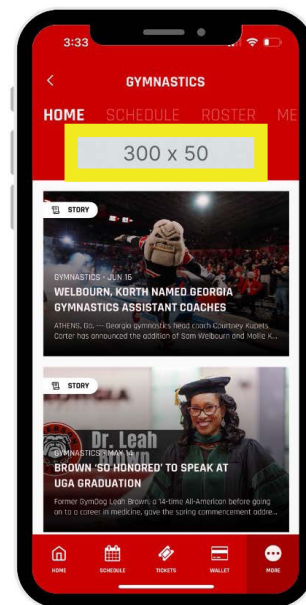 3:33
GYMNASTICS
HOME SCHEDULE ROSTER ME
300 x 50
STORY
GYMNASTICS • JUN 16
WELBOURN, KORTH NAMED GEORGIA
GYMNASTICS ASSISTANT COACHES
ATHENS, Ga. — Georgia gymnastics head coach Courtney Kupets
Carter has announced the addition of Sam Welbourn and Mollie K...
STORY
Dr. Leah
Brown
GYMNASTICS • MAY 14
BROWN ‘SO HONORED’ TO SPEAK AT
UGA GRADUATION
Former GymDog Leah Brown, a 14-time All-American before going
on to a career in medicine, gave the spring commencement addre...
HOME SCHEDULE TICKETS WALLET MORE